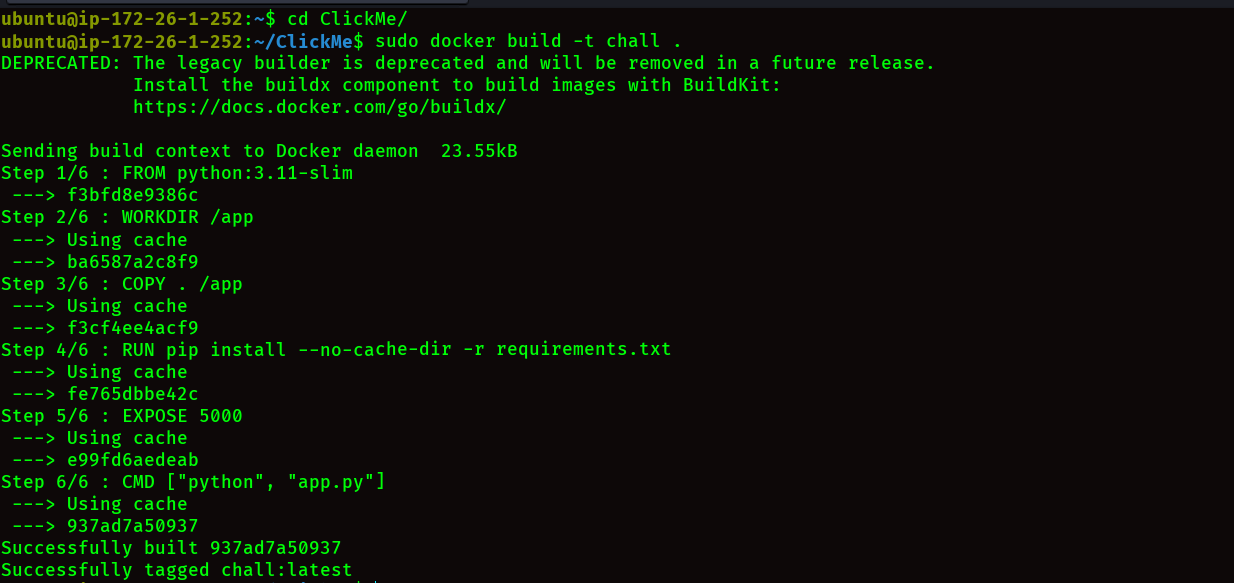 ubuntu@ip-172-26-1-252:~$ cd ClickMe/
ubuntu@ip-172-26-1-252:~/ClickMe$ sudo docker build -t chall .
DEPRECATED: The legacy builder is deprecated and will be removed in a future release.
            Install the buildx component to build images with BuildKit:
            https://docs.docker.com/go/buildx/

Sending build context to Docker daemon  23.55kB
Step 1/6 : FROM python:3.11-slim
 ---> f3bfd8e9386c
Step 2/6 : WORKDIR /app
 ---> Using cache
 ---> ba6587a2c8f9
Step 3/6 : COPY . /app
 ---> Using cache
 ---> f3cf4ee4acf9
Step 4/6 : RUN pip install --no-cache-dir -r requirements.txt
 ---> Using cache
 ---> fe765dbbe42c
Step 5/6 : EXPOSE 5000
 ---> Using cache
 ---> e99fd6aedeab
Step 6/6 : CMD ["python", "app.py"]
 ---> Using cache
 ---> 937ad7a50937
Successfully built 937ad7a50937
Successfully tagged chall:latest